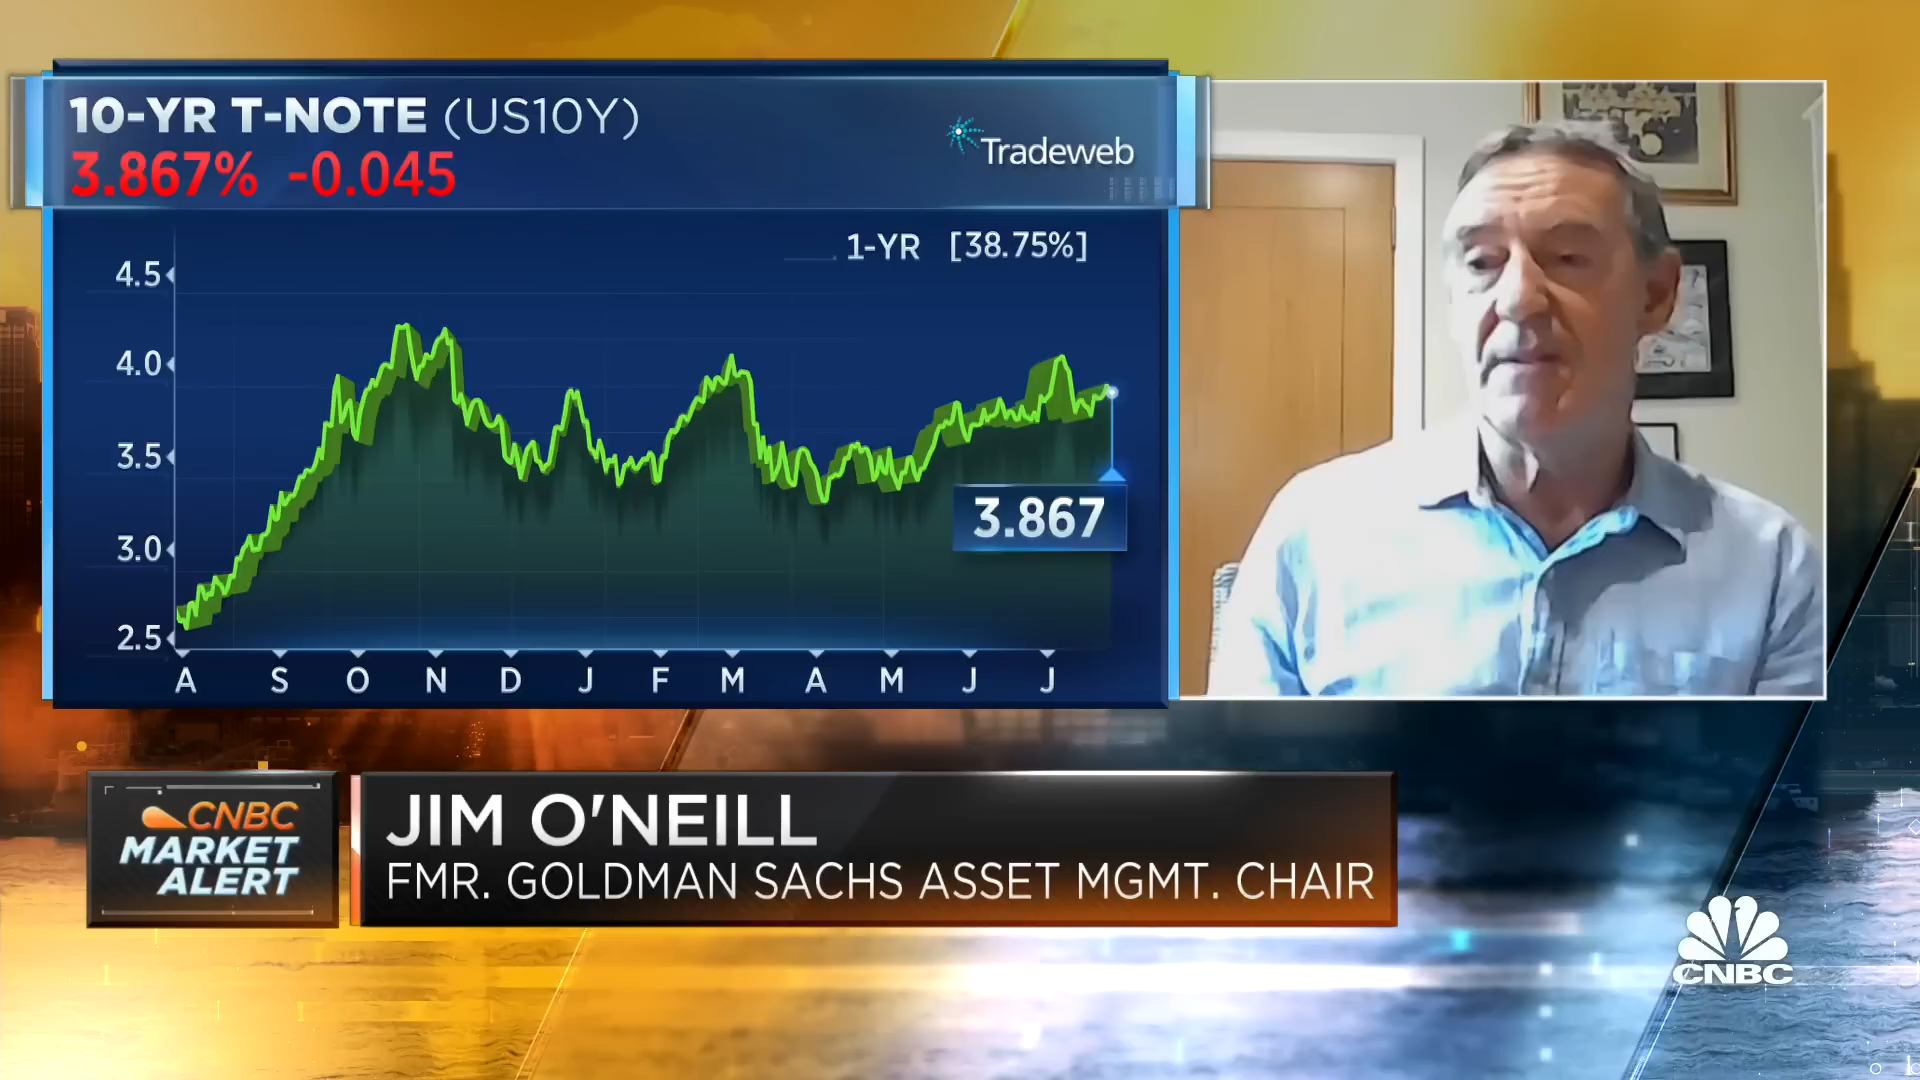 10-YR T-NOTE (US10Y)
3.867% -0.045
Tradeweb
1-YR [38.75%]
4.5
4.0
3.5
3.0
2.5
3.867
A S O N D J F M A M J J
CNBC
MARKET
ALERT
JIM O'NEILL
FMR. GOLDMAN SACHS ASSET MGMT. CHAIR
CNBC